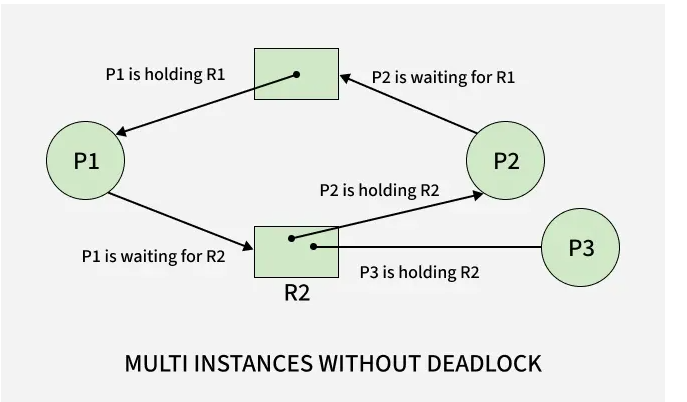 P1 is holding R1
P2 is waiting for R1
P1
P2
P2 is holding R2
P3
P1 is waiting for R2
P3 is holding R2
R2
MULTI INSTANCES WITHOUT DEADLOCK